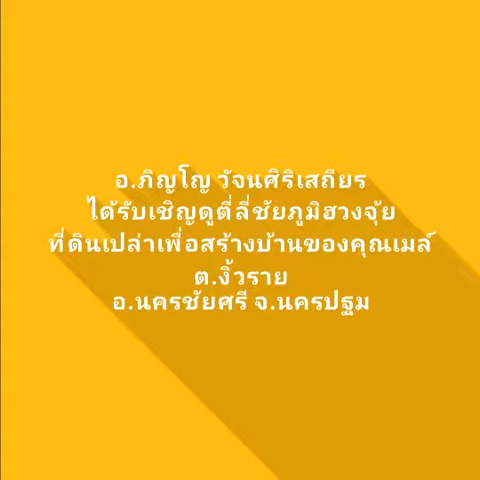 อ.ภิญโญ วัจนศิริเสถียร
ได้รับเชิญดูตี่ลี่ชัยภูมิฮวงจุ้ย
ที่ดินเปล่าเพื่อสร้างบ้านของคุณเมล์
ต.งิ้วราย
อ.นครชัยศรี จ.นครปฐม